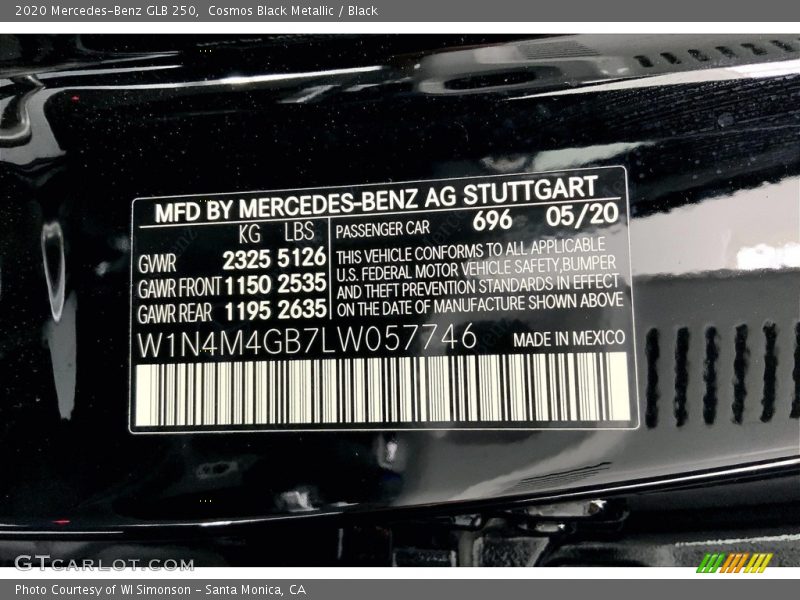 2020 Mercedes-Benz GLB 250,  Cosmos Black Metallic / Black
MFD BY MERCEDES-BENZ AG STUTTGART
KG LBS
GVWR 2325 5126
GAWR FRONT 1150 2535
GAWR REAR 1195 2635
PASSENGER CAR 696 05/20
THIS VEHICLE CONFORMS TO ALL APPLICABLE
U.S. FEDERAL MOTOR VEHICLE SAFETY,BUMPER
AND THEFT PREVENTION STANDARDS IN EFFECT
ON THE DATE OF MANUFACTURE SHOWN ABOVE
W1N4M4GB7LW057746 MADE IN MEXICO
GTCARLOT.COM
Photo Courtesy of WI Simonson - Santa Monica, CA